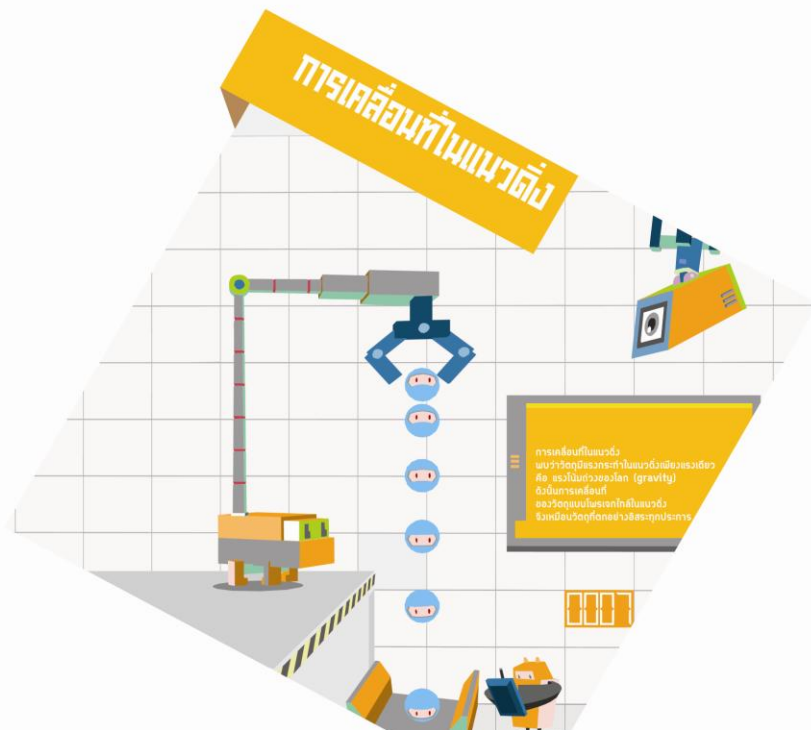 การเคลื่อนที่ในแนวดิ่ง
การเคลื่อนที่ในแนวดิ่ง
พบว่าวัตถุมีแรงกระทำในแนวดิ่งเพียงแรงเดียว
คือ แรงโน้มถ่วงของโลก (gravity)
ดังนั้นการเคลื่อนที่
ของวัตถุแบบโพรเจกไทล์ในแนวดิ่ง
จึงเหมือนวัตถุที่ตกอย่างอิสระทุกประการ
0007